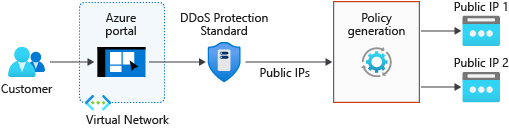 Customer
Azure
portal
Virtual Network
DDoS Protection
Standard
Public IPs
Policy
generation
Public IP 1
Public IP 2